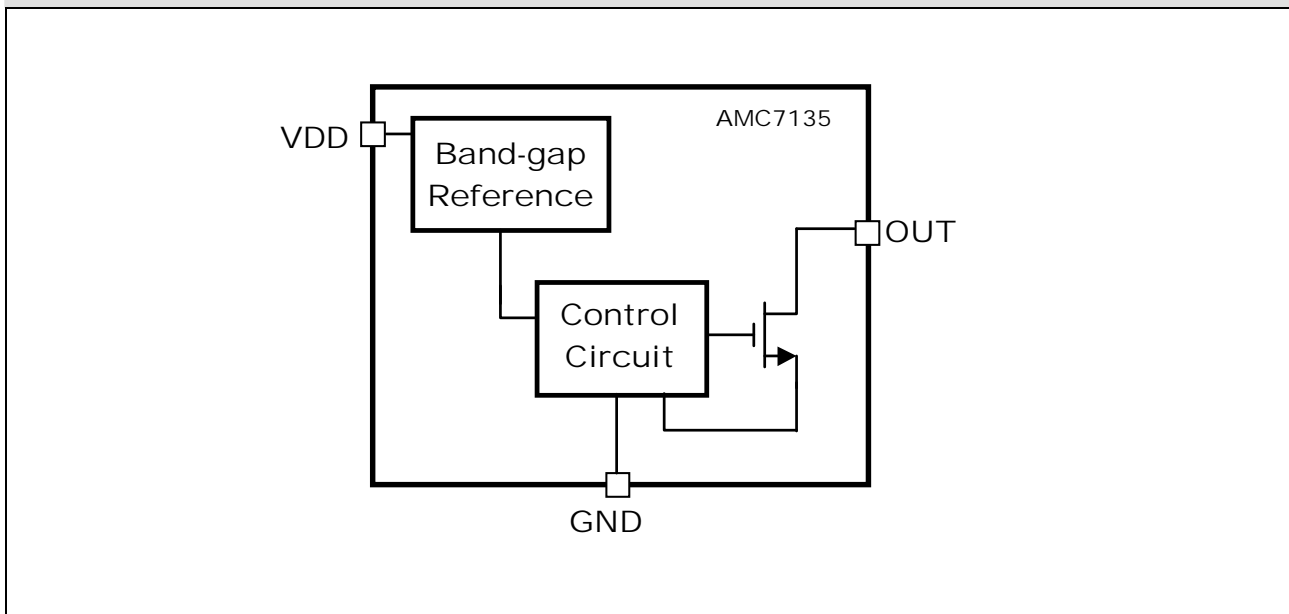 AMC7135
VDD
Band-gap
Reference
OUT
Control
Circuit
GND